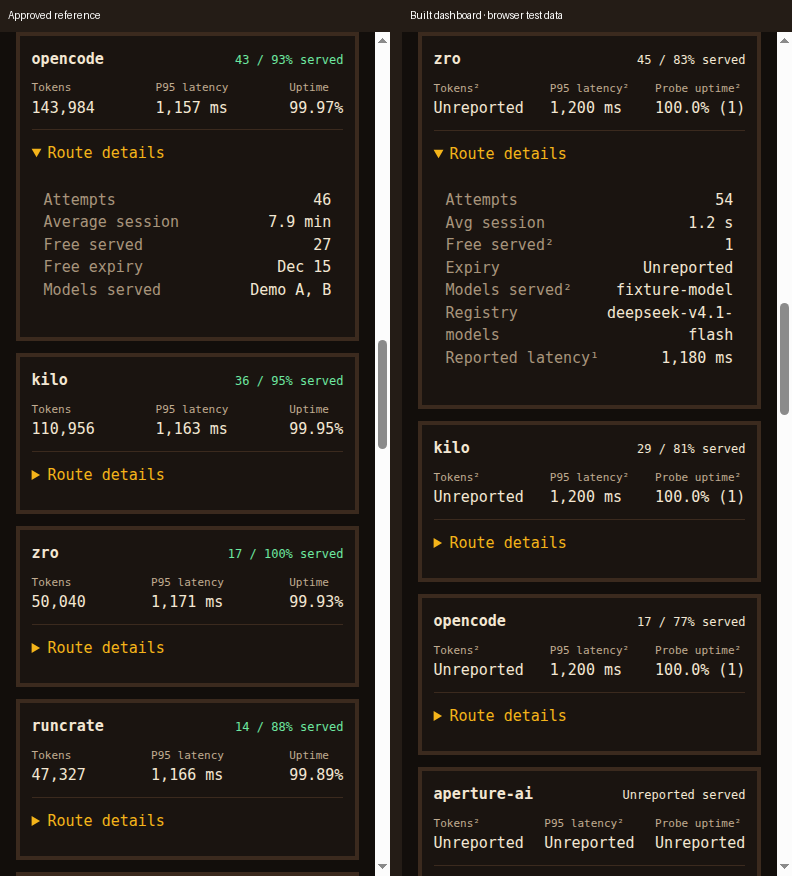 Approved reference
opencode 43 / 93% served
Tokens P95 latency Uptime
143,984 1,157 ms 99.97%
▼ Route details
Attempts 46
Average session 7.9 min
Free served 27
Free expiry Dec 15
Models served Demo A, B
kilo 36 / 95% served
Tokens P95 latency Uptime
110,956 1,163 ms 99.95%
▶ Route details
zro 17 / 100% served
Tokens P95 latency Uptime
50,040 1,171 ms 99.93%
▶ Route details
runcrate 14 / 88% served
Tokens P95 latency Uptime
47,327 1,166 ms 99.89%
▶ Route details
Built dashboard · browser test data
zro 45 / 83% served
Tokens² P95 latency² Probe uptime²
Unreported 1,200 ms 100.0% (1)
▼ Route details
Attempts 54
Avg session 1.2 s
Free served² 1
Expiry Unreported
Models served² fixture-model
Registry deepseek-v4.1-
models flash
Reported latency¹ 1,180 ms
kilo 29 / 81% served
Tokens² P95 latency² Probe uptime²
Unreported 1,200 ms 100.0% (1)
▶ Route details
opencode 17 / 77% served
Tokens² P95 latency² Probe uptime²
Unreported 1,200 ms 100.0% (1)
▶ Route details
aperture-ai Unreported served
Tokens² P95 latency² Probe uptime²
Unreported Unreported Unreported